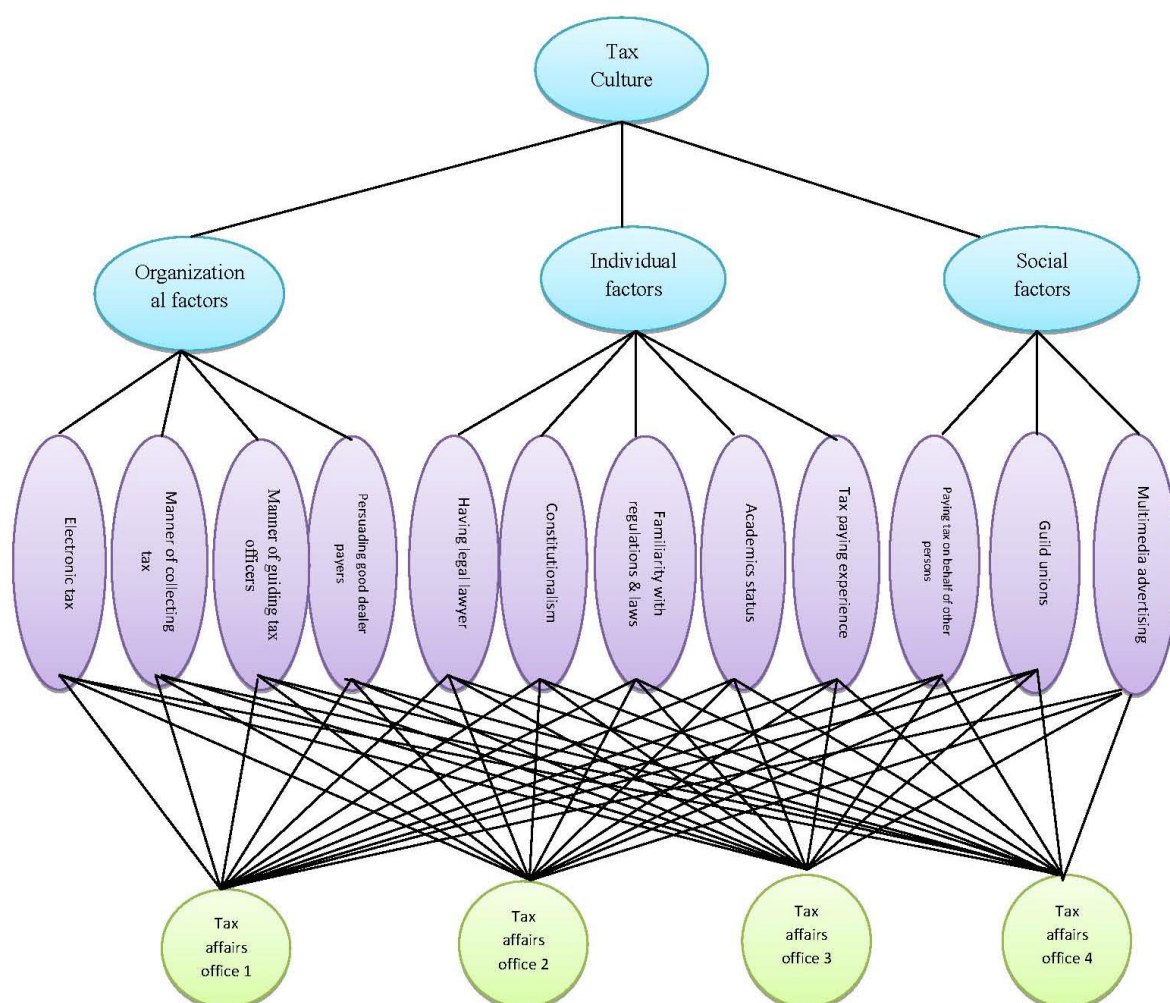 Tax
Culture
Organization
al factors
Individual
factors
Social
factors
Electronic tax
Manner of collecting
tax
Manner of guiding tax
officers
Persuading good dealer
payers
Having legal lawyer
Constitutionalism
Familiarity with
regulations & laws
Academics status
Tax paying experience
Paying tax on behalf of other
persons
Guild unions
Multimedia advertising
Tax
affairs
office 1
Tax
affairs
office 2
Tax
affairs
office 3
Tax
affairs
office 4